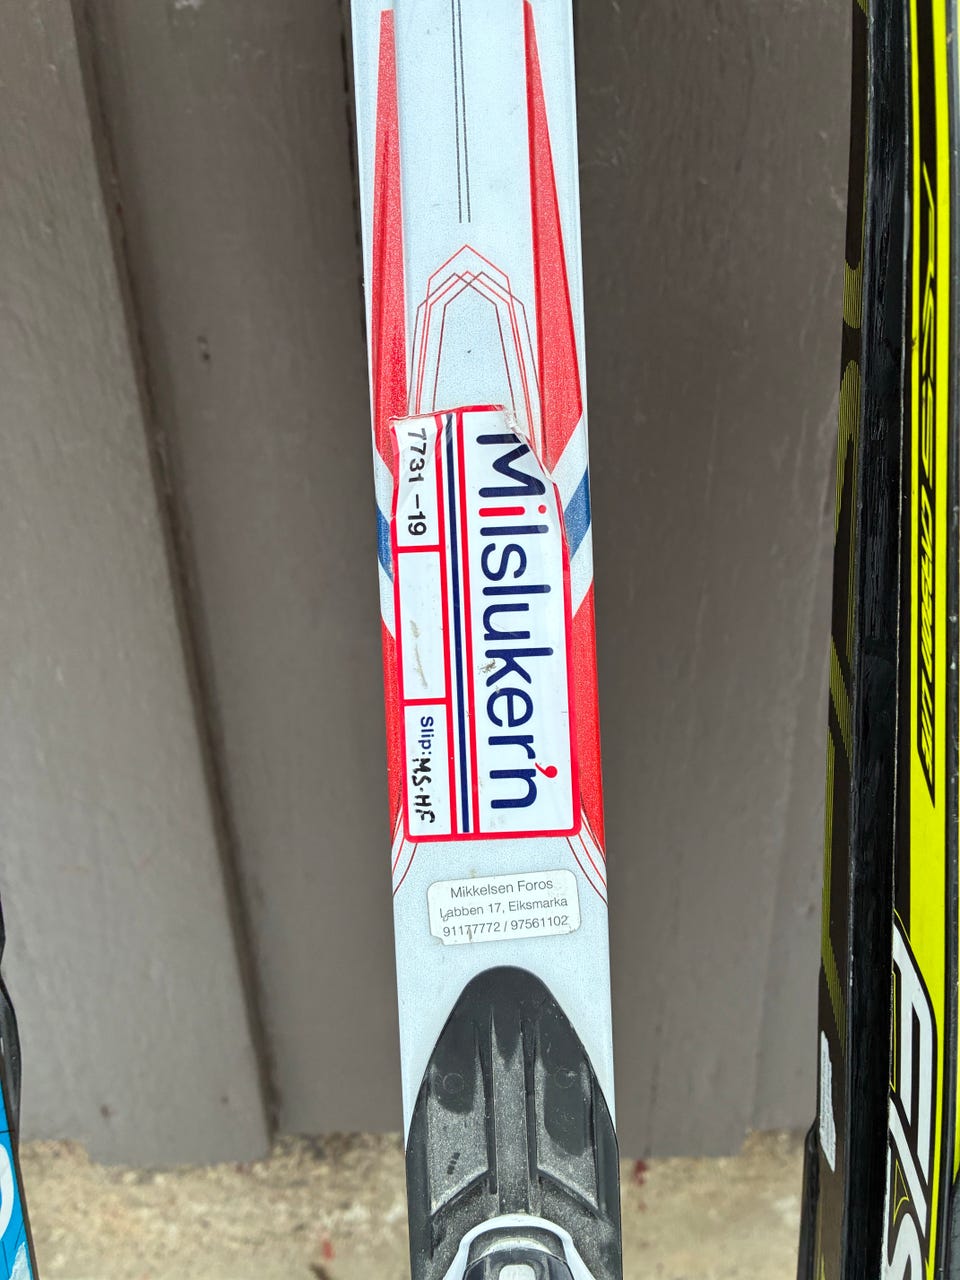 Milsluker'n
7731 -19
Slip: MS-HF
Mikkelsen Foros
Labben 17, Eiksmarka
91177772 / 97561102